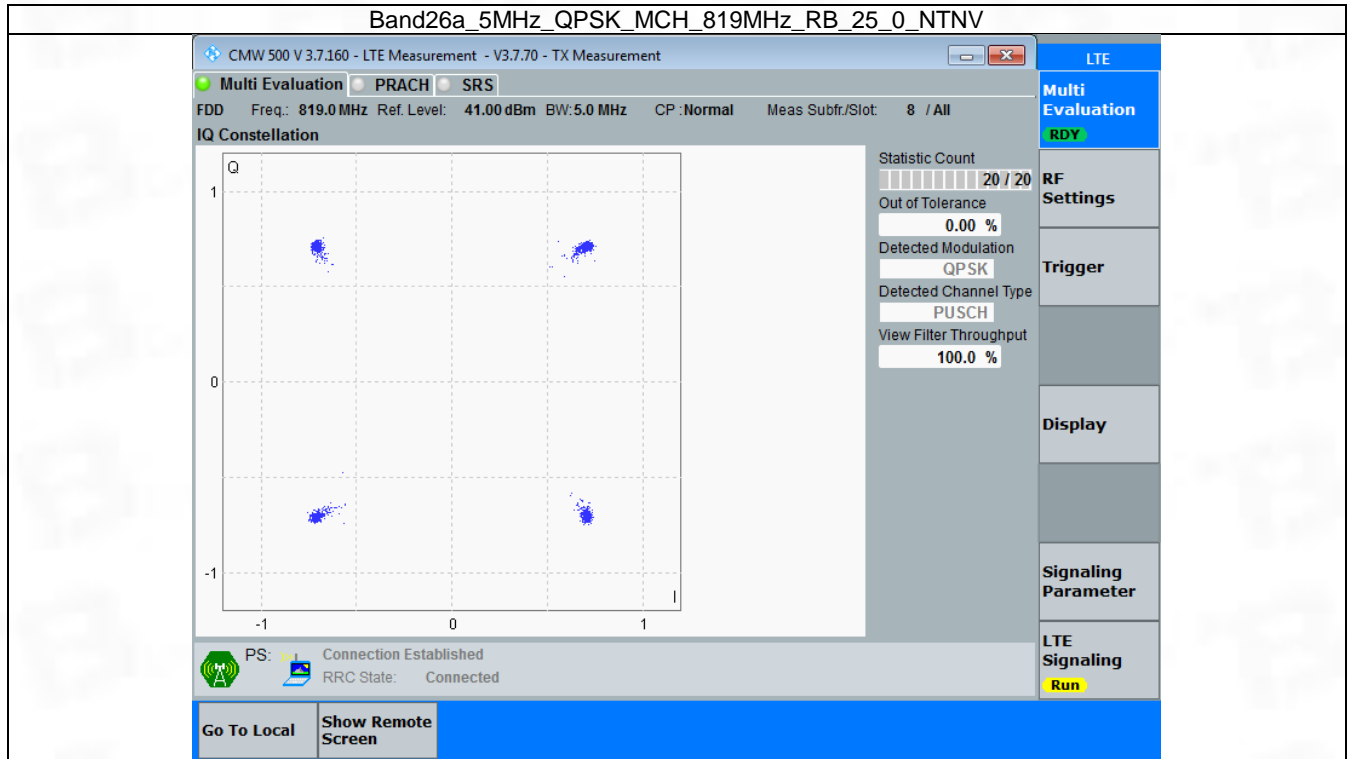 Band26a_5MHz_QPSK_MCH_819MHz_RB_25_0_NTNV
CMW 500 V 3.7.160 - LTE Measurement - V3.7.70 - TX Measurement
LTE
Multi Evaluation PRACH SRS
FDD Freq.: 819.0 MHz Ref. Level: 41.00 dBm BW: 5.0 MHz CP : Normal Meas Subfr./Slot: 8 / All
IQ Constellation
Q
1
0
-1
I
-1 0 1
Statistic Count
20 / 20
Out of Tolerance
0.00 %
Detected Modulation
QPSK
Detected Channel Type
PUSCH
View Filter Throughput
100.0 %
Multi
Evaluation
RDY
RF
Settings
Trigger
Display
Signaling
Parameter
LTE
Signaling
Run
PS: Connection Established
RRC State: Connected
Go To Local
Show Remote
Screen